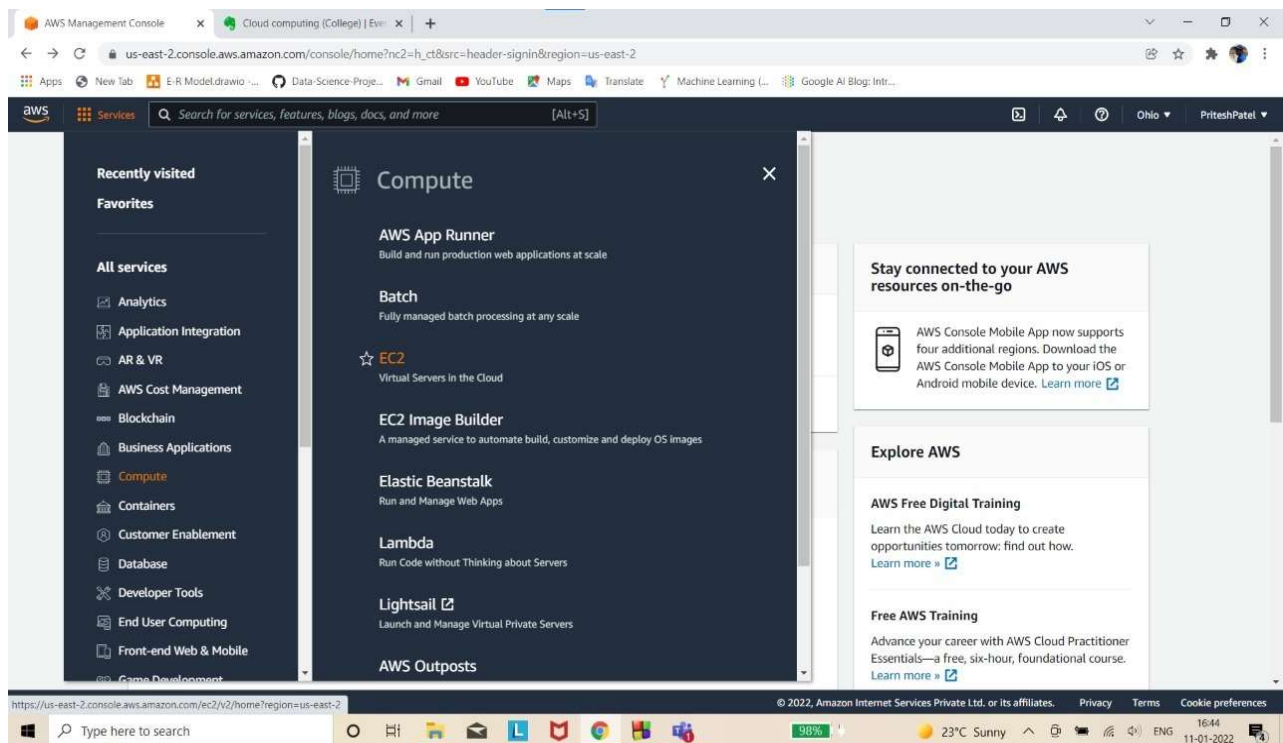 AWS Management Console
Cloud computing (College) | Ever
us-east-2.console.aws.amazon.com/console/home?nc2=h_ct&src=header-signin&region=us-east-2
Apps New Tab E-R Model.drawio -... Data-Science-Proje... Gmail YouTube Maps Translate Machine Learning (... Google AI Blog: Intr...
aws Services Search for services, features, blogs, docs, and more [Alt+S] Ohio PriteshPatel
Recently visited
Favorites
All services
Analytics
Application Integration
AR & VR
AWS Cost Management
Blockchain
Business Applications
Compute
Containers
Customer Enablement
Database
Developer Tools
End User Computing
Front-end Web & Mobile
Game Development
Compute
AWS App Runner
Build and run production web applications at scale
Batch
Fully managed batch processing at any scale
EC2
Virtual Servers in the Cloud
EC2 Image Builder
A managed service to automate build, customize and deploy OS images
Elastic Beanstalk
Run and Manage Web Apps
Lambda
Run Code without Thinking about Servers
Lightsail
Launch and Manage Virtual Private Servers
AWS Outposts
Stay connected to your AWS
resources on-the-go
AWS Console Mobile App now supports
four additional regions. Download the
AWS Console Mobile App to your iOS or
Android mobile device. Learn more
Explore AWS
AWS Free Digital Training
Learn the AWS Cloud today to create
opportunities tomorrow: find out how.
Learn more »
Free AWS Training
Advance your career with AWS Cloud Practitioner
Essentials—a free, six-hour, foundational course.
Learn more »
https://us-east-2.console.aws.amazon.com/ec2/v2/home?region=us-east-2
© 2022, Amazon Internet Services Private Ltd. or its affiliates. Privacy Terms Cookie preferences
Type here to search 98% 23°C Sunny ENG 16:44
11-01-2022